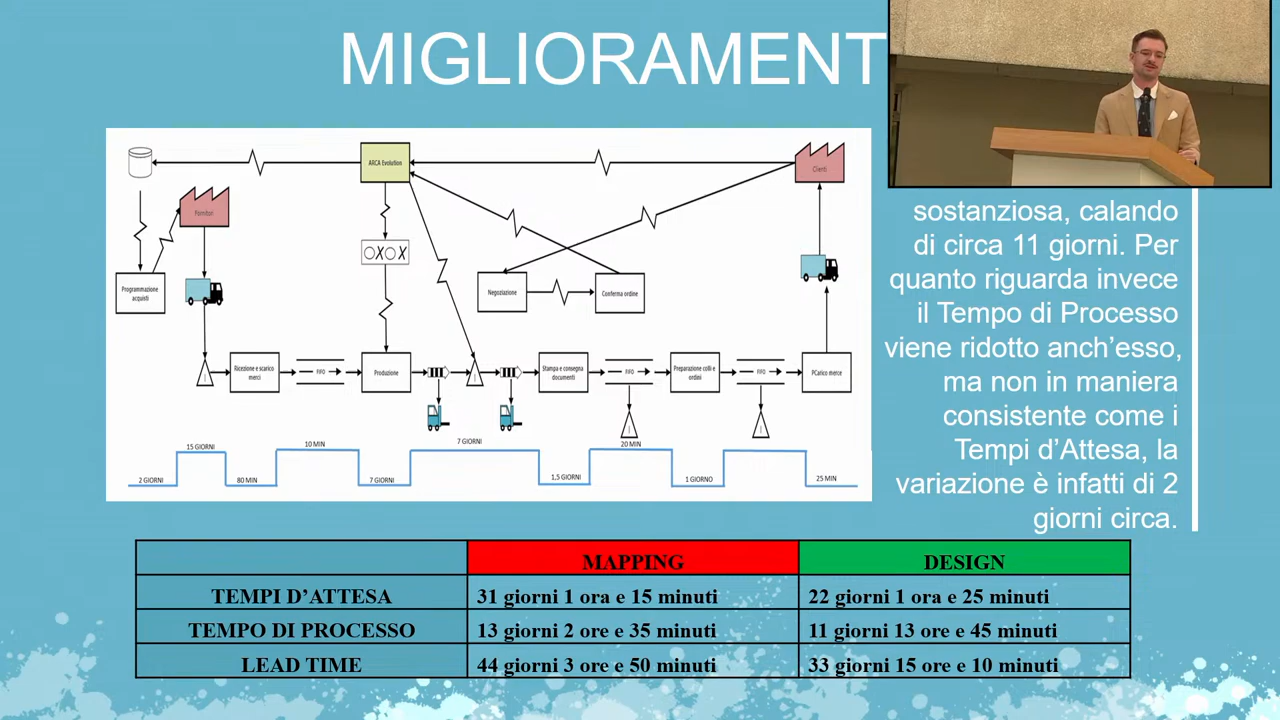 MIGLIORAMENT
sostanziosa, calando
di circa 11 giorni. Per
quanto riguarda invece
il Tempo di Processo
viene ridotto anch’esso,
ma non in maniera
consistente come i
Tempi d’Attesa, la
variazione è infatti di 2
giorni circa.
ARCA Evolution
Clienti
Fornitori
OXOX
Programmazione
acquisti
Negoziazione
Conferma ordine
Ricezione e scarico
merci
FIFO
Produzione
I
I
Stampa e consegna
documenti
FIFO
Preparazione colli e
ordini
FIFO
PCarico merce
I
I
2 GIORNI
15 GIORNI
80 MIN
10 MIN
7 GIORNI
7 GIORNI
1,5 GIORNI
20 MIN
1 GIORNO
25 MIN
MAPPING DESIGN
TEMPI D’ATTESA 31 giorni 1 ora e 15 minuti 22 giorni 1 ora e 25 minuti
TEMPO DI PROCESSO 13 giorni 2 ore e 35 minuti 11 giorni 13 ore e 45 minuti
LEAD TIME 44 giorni 3 ore e 50 minuti 33 giorni 15 ore e 10 minuti